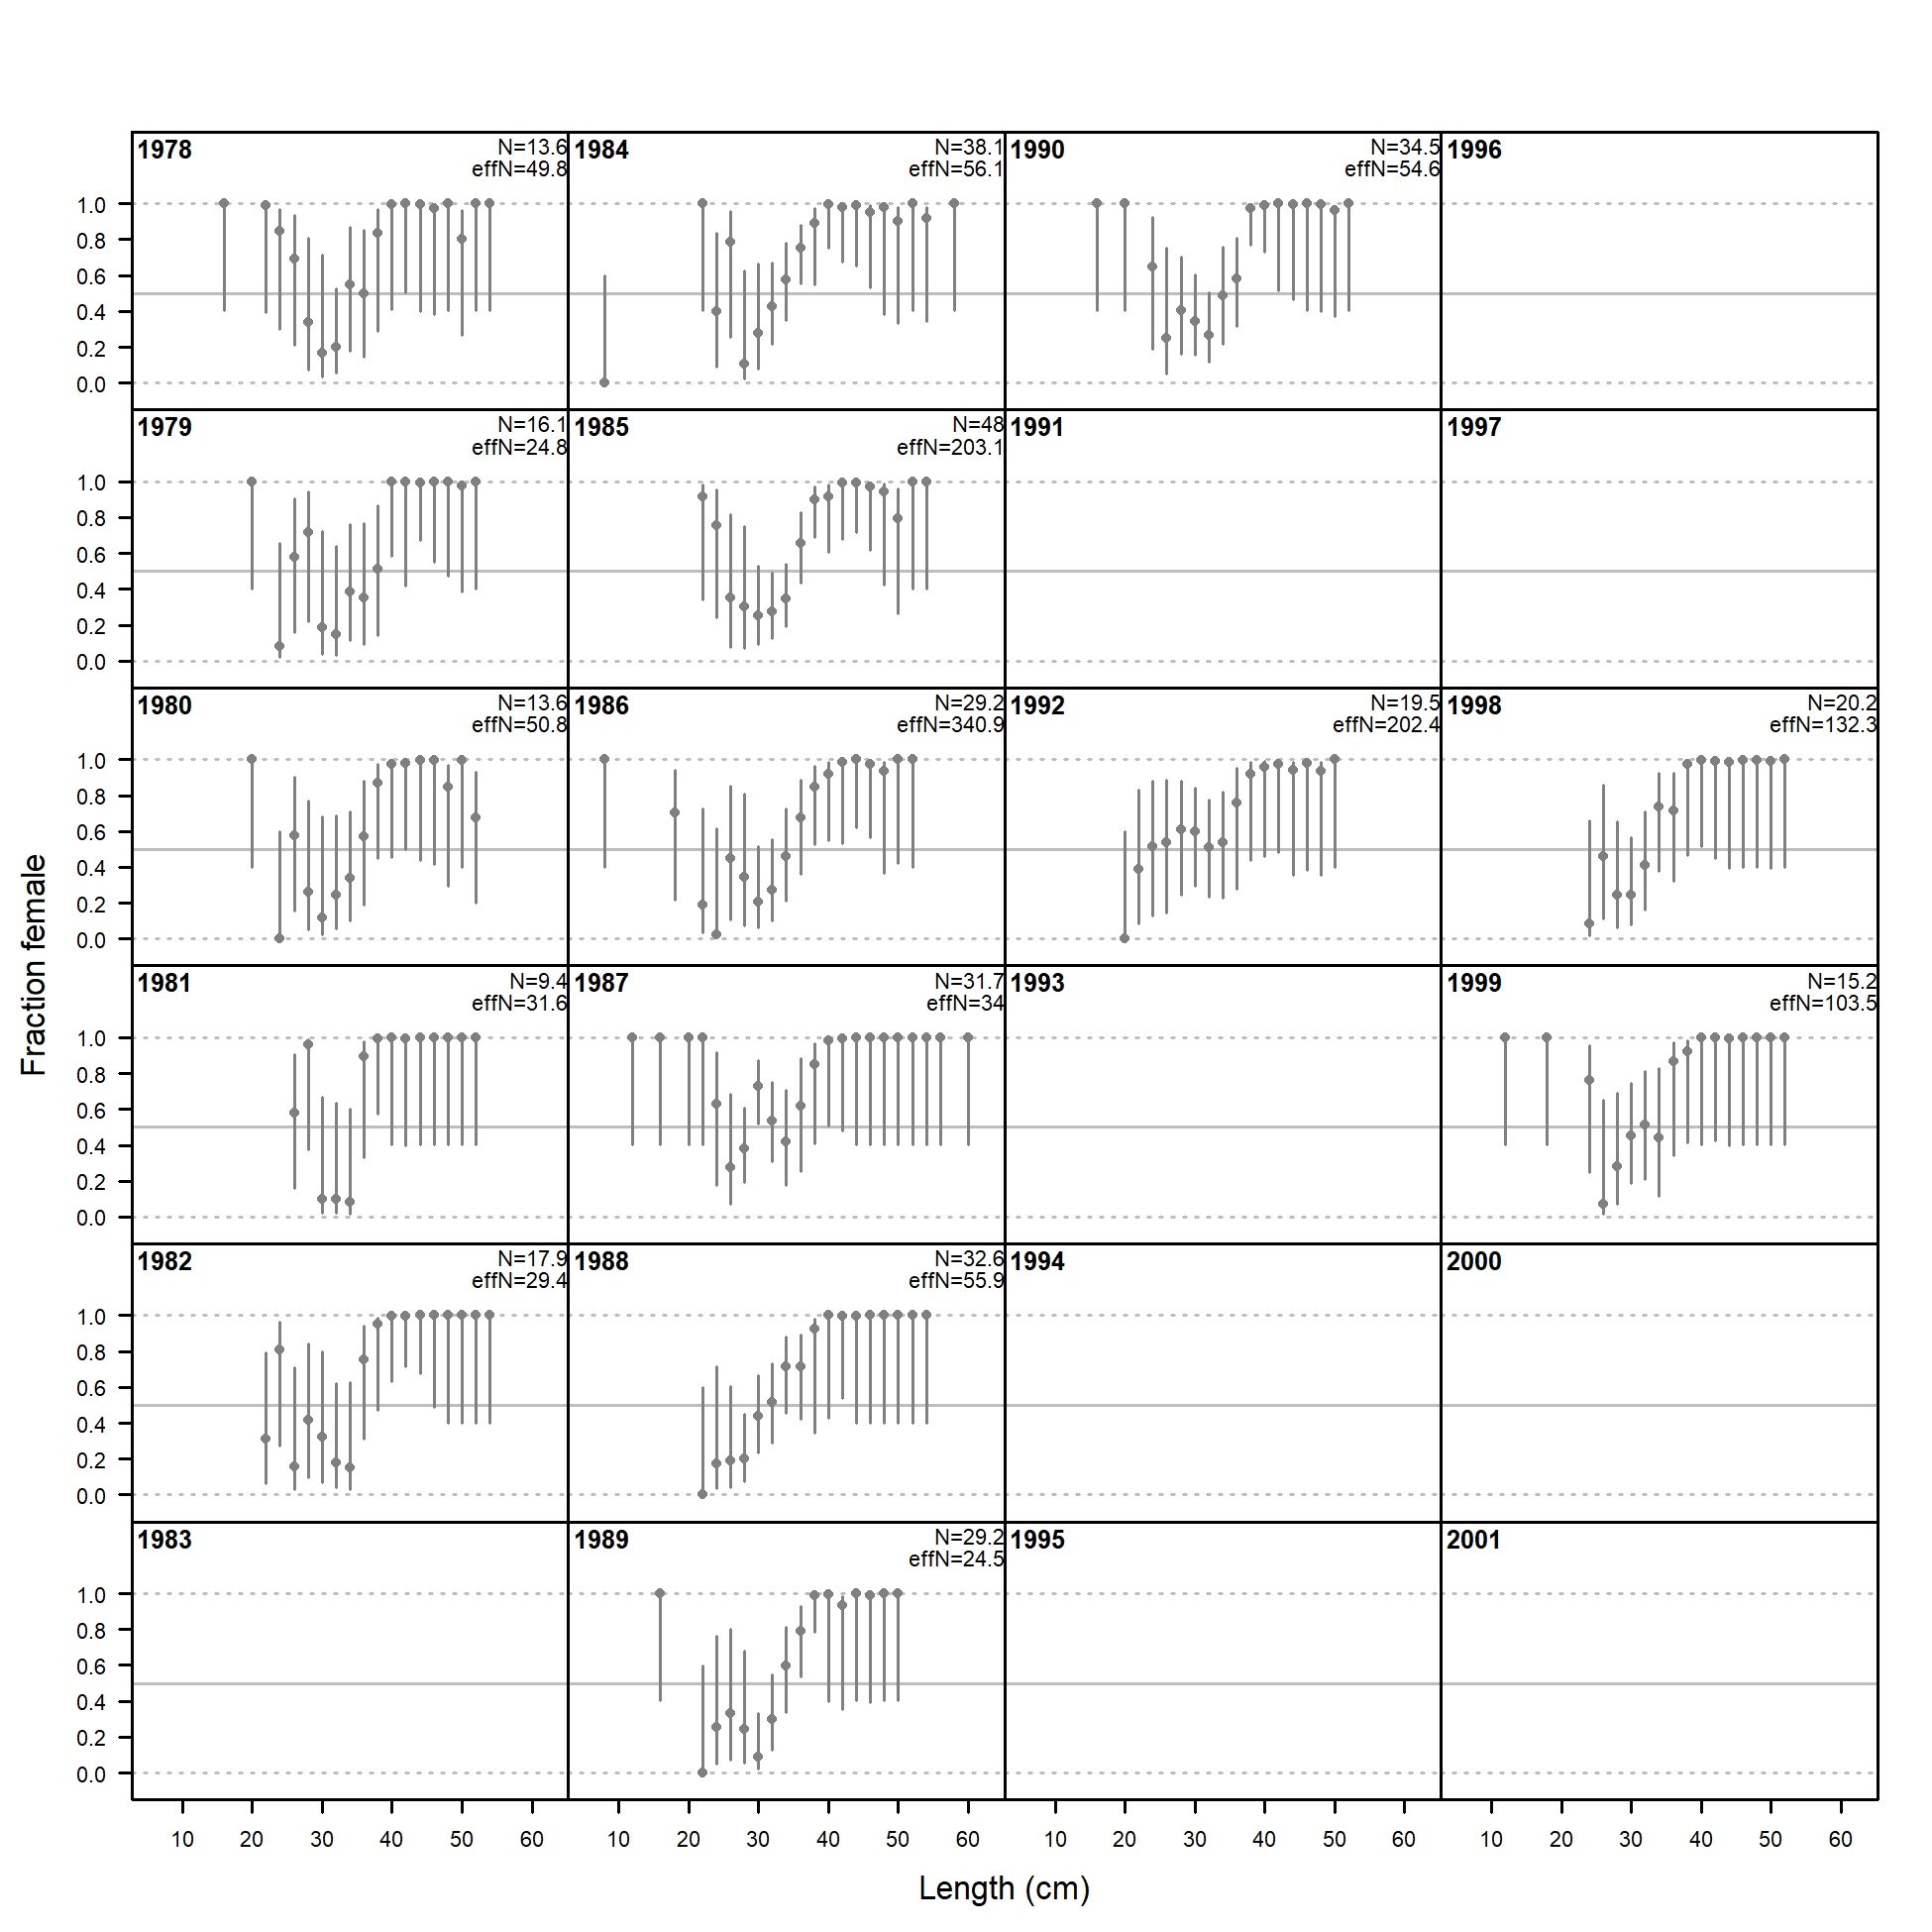 Fraction female
1978
N=13.6
effN=49.8
1.0
0.8
0.6
0.4
0.2
0.0
1984
N=38.1
effN=56.1
1990
N=34.5
effN=54.6
1996
1979
N=16.1
effN=24.8
1.0
0.8
0.6
0.4
0.2
0.0
1985
N=48
effN=203.1
1991
1997
1980
N=13.6
effN=50.8
1.0
0.8
0.6
0.4
0.2
0.0
1986
N=29.2
effN=340.9
1992
N=19.5
effN=202.4
1998
N=20.2
effN=132.3
1981
N=9.4
effN=31.6
1.0
0.8
0.6
0.4
0.2
0.0
1987
N=31.7
effN=34
1993
1999
N=15.2
effN=103.5
1982
N=17.9
effN=29.4
1.0
0.8
0.6
0.4
0.2
0.0
1988
N=32.6
effN=55.9
1994
2000
1983
1.0
0.8
0.6
0.4
0.2
0.0
1989
N=29.2
effN=24.5
1995
2001
10 20 30 40 50 60 10 20 30 40 50 60 10 20 30 40 50 60 10 20 30 40 50 60
Length (cm)